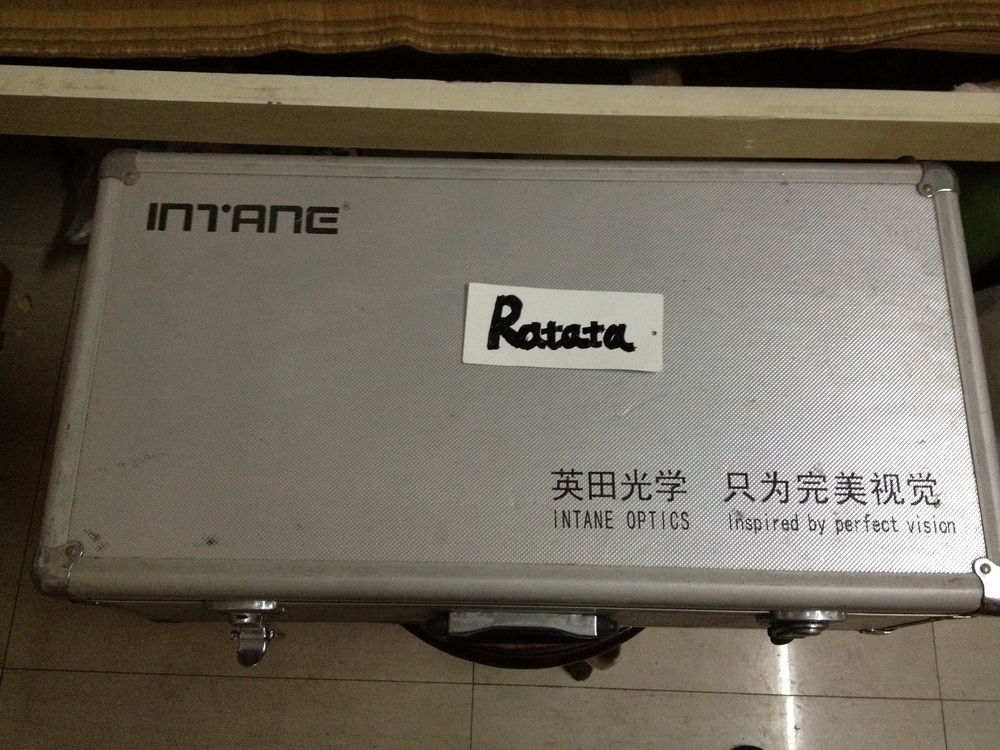 INTANE®
Ratata
英田光学 只为完美视觉
INTANE OPTICS Inspired by perfect vision